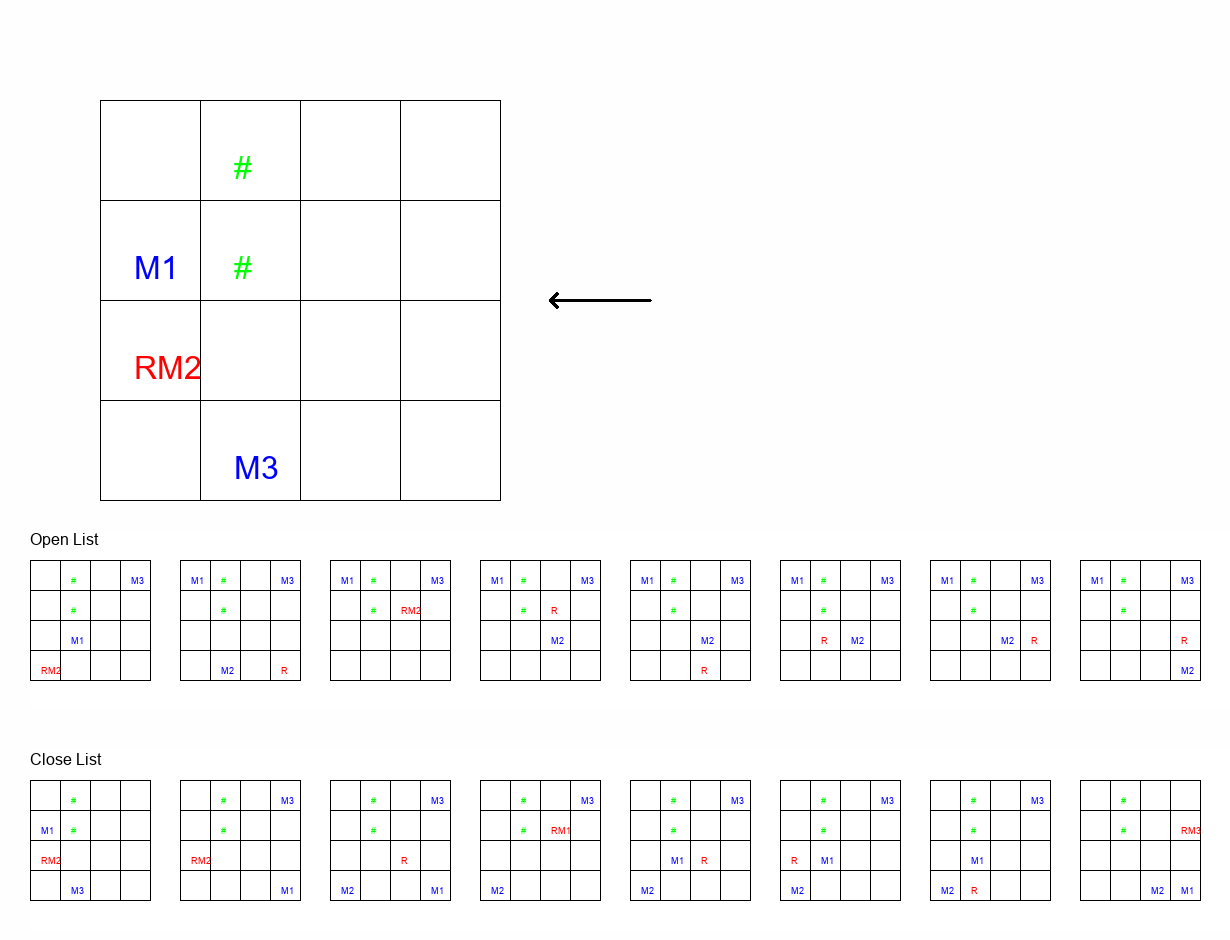 #
M1 #
RM2
M3
Open List
# M3 M1 # M3 M1 # M3 M1 # M3 M1 # M3 M1 # M3 M1 # M3 M1 # M3
# # # RM2 # R # # # #
M1 M2 M2 R M2 M2 R R
RM2 M2 R R M2
Close List
# # M3 # M3 # M3 # M3 # M3 # M3 #
M1 # # # # RM1 # # # # RM3
RM2 RM2 R M1 R R M1 M1
M3 M1 M2 M1 M2 M2 M2 M2 R M2 M1